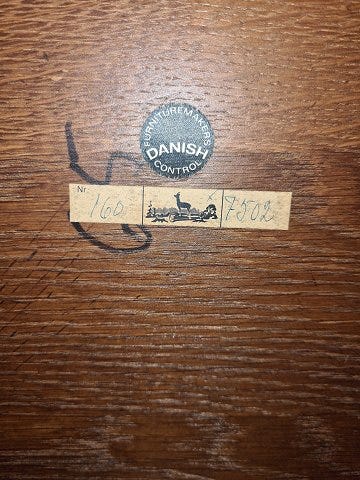 FURNITUREMAKERS
DANISH
CONTROL
Nr. 160 7502